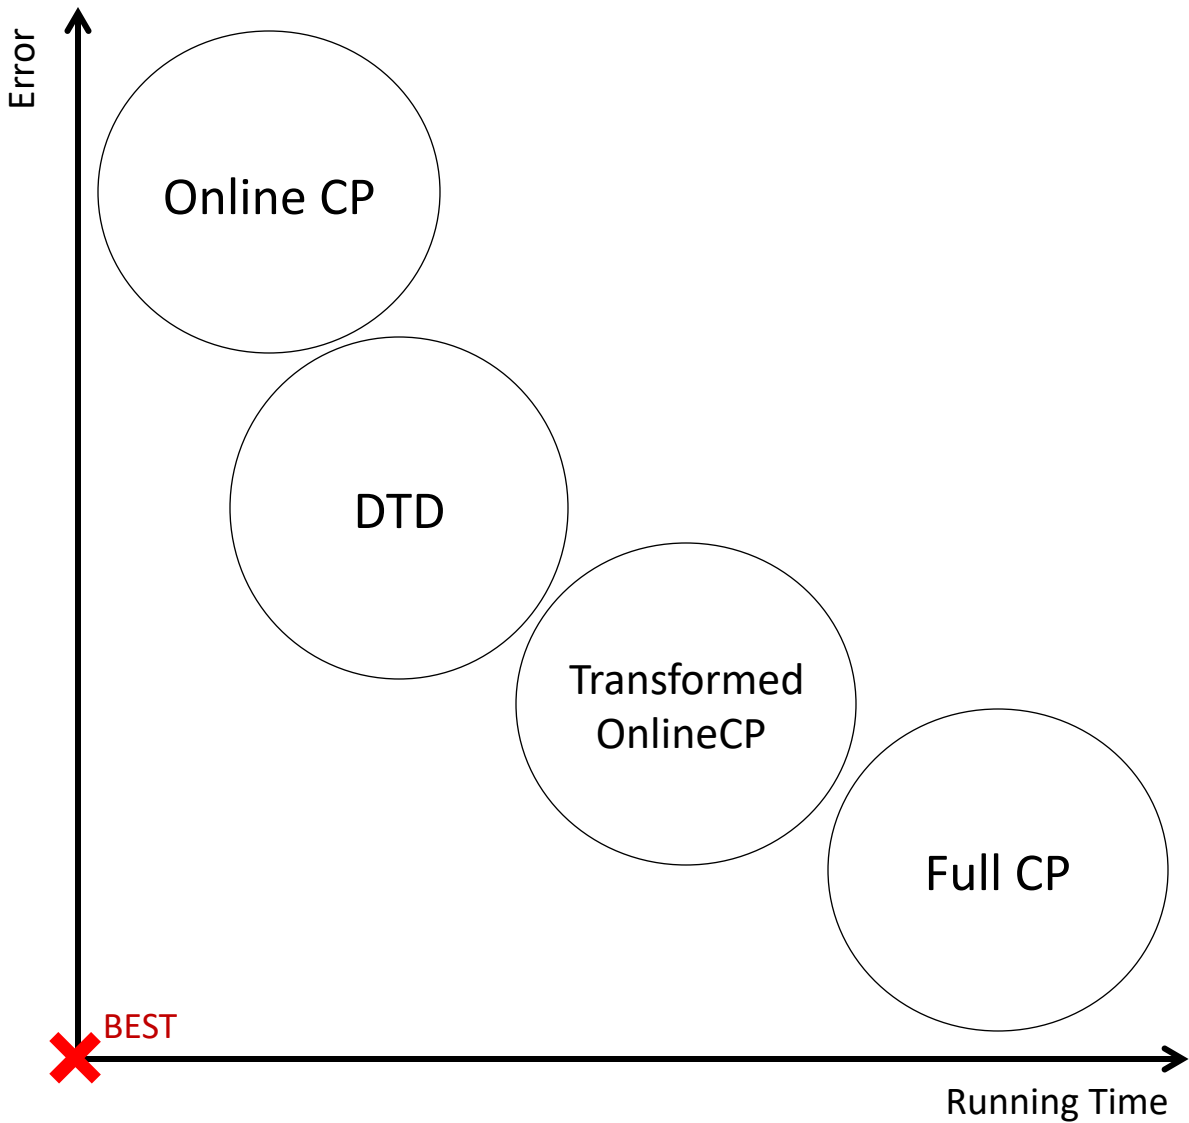 Error
Online CP
DTD
Transformed
OnlineCP
Full CP
BEST
Running Time